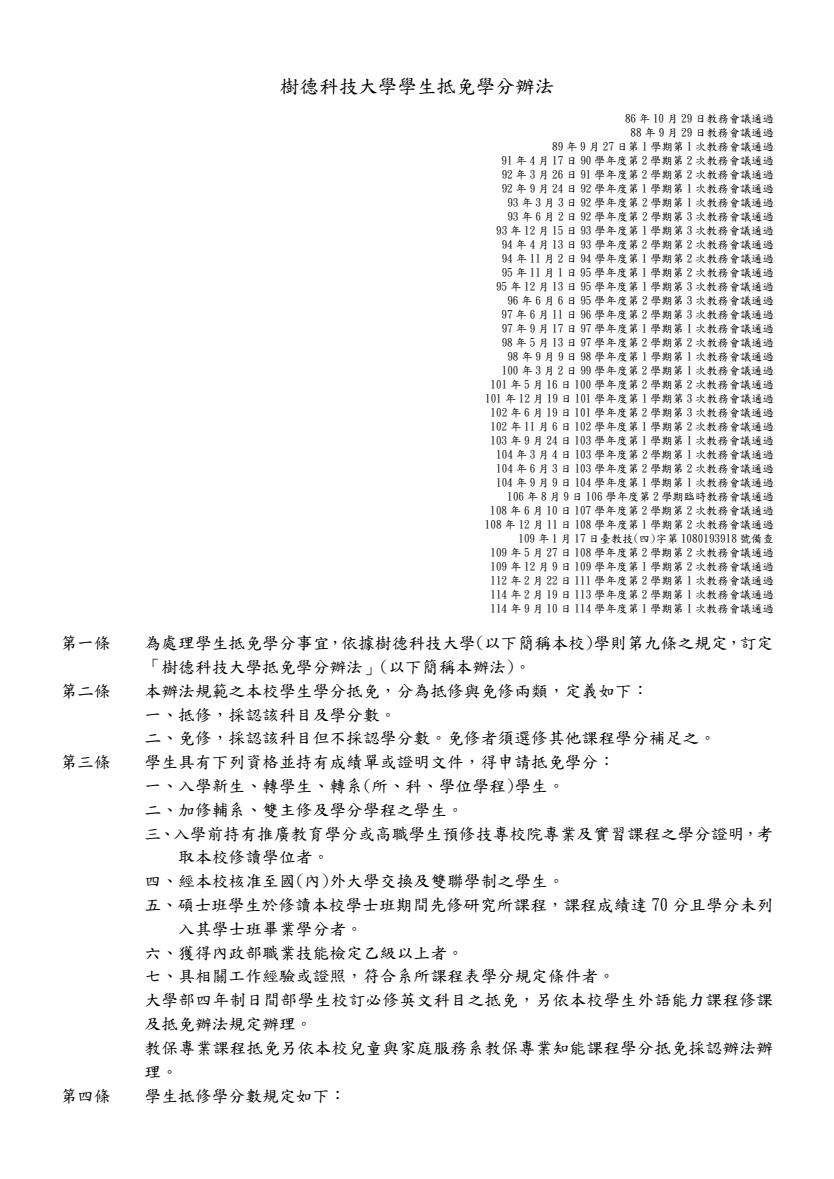 樹德科技大學學生抵免學分辦法
86 年 10 月 29 日教務會議通過
88 年 9 月 29 日教務會議通過
89 年 9 月 27 日第 1 學期第 1 次教務會議通過
91 年 4 月 17 日 90 學年度第 2 學期第 2 次教務會議通過
92 年 3 月 26 日 91 學年度第 2 學期第 2 次教務會議通過
92 年 9 月 24 日 92 學年度第 1 學期第 1 次教務會議通過
93 年 3 月 3 日 92 學年度第 2 學期第 1 次教務會議通過
93 年 6 月 2 日 92 學年度第 2 學期第 3 次教務會議通過
93 年 12 月 15 日 93 學年度第 1 學期第 3 次教務會議通過
94 年 4 月 13 日 93 學年度第 2 學期第 2 次教務會議通過
94 年 11 月 2 日 94 學年度第 1 學期第 2 次教務會議通過
95 年 11 月 1 日 95 學年度第 1 學期第 2 次教務會議通過
95 年 12 月 13 日 95 學年度第 1 學期第 3 次教務會議通過
96 年 6 月 6 日 95 學年度第 2 學期第 3 次教務會議通過
97 年 6 月 11 日 96 學年度第 2 學期第 3 次教務會議通過
97 年 9 月 17 日 97 學年度第 1 學期第 1 次教務會議通過
98 年 5 月 13 日 97 學年度第 2 學期第 2 次教務會議通過
98 年 9 月 9 日 98 學年度第 1 學期第 1 次教務會議通過
100 年 3 月 2 日 99 學年度第 2 學期第 1 次教務會議通過
101 年 5 月 16 日 100 學年度第 2 學期第 2 次教務會議通過
101 年 12 月 19 日 101 學年度第 1 學期第 3 次教務會議通過
102 年 6 月 19 日 101 學年度第 2 學期第 3 次教務會議通過
102 年 11 月 6 日 102 學年度第 1 學期第 2 次教務會議通過
103 年 9 月 24 日 103 學年度第 1 學期第 1 次教務會議通過
104 年 3 月 4 日 103 學年度第 2 學期第 1 次教務會議通過
104 年 6 月 3 日 103 學年度第 2 學期第 2 次教務會議通過
104 年 9 月 9 日 104 學年度第 1 學期第 1 次教務會議通過
106 年 8 月 9 日 106 學年度第 2 學期臨時教務會議通過
108 年 6 月 10 日 107 學年度第 2 學期第 2 次教務會議通過
108 年 12 月 11 日 108 學年度第 1 學期第 2 次教務會議通過
109 年 1 月 17 日臺教技(四)字第 1080193918 號備查
109 年 5 月 27 日 108 學年度第 2 學期第 2 次教務會議通過
109 年 12 月 9 日 109 學年度第 1 學期第 2 次教務會議通過
112 年 2 月 22 日 111 學年度第 2 學期第 1 次教務會議通過
114 年 2 月 19 日 113 學年度第 2 學期第 1 次教務會議通過
114 年 9 月 10 日 114 學年度第 1 學期第 1 次教務會議通過
第一條 為處理學生抵免學分事宜,依據樹德科技大學(以下簡稱本校)學則第九條之規定,訂定
「樹德科技大學抵免學分辦法」(以下簡稱本辦法)。
第二條 本辦法規範之本校學生學分抵免,分為抵修與免修兩類,定義如下:
一、抵修,採認該科目及學分數。
二、免修,採認該科目但不採認學分數。免修者須選修其他課程學分補足之。
第三條 學生具有下列資格並持有成績單或證明文件,得申請抵免學分:
一、入學新生、轉學生、轉系(所、科、學位學程)學生。
二、加修輔系、雙主修及學分學程之學生。
三、入學前持有推廣教育學分或高職學生預修技專校院專業及實習課程之學分證明,考
取本校修讀學位者。
四、經本校核准至國(內)外大學交換及雙聯學制之學生。
五、碩士班學生於修讀本校學士班期間先修研究所課程,課程成績達 70 分且學分未列
入其學士班畢業學分者。
六、獲得內政部職業技能檢定乙級以上者。
七、具相關工作經驗或證照,符合系所課程表學分規定條件者。
大學部四年制日間部學生校訂必修英文科目之抵免,另依本校學生外語能力課程修課
及抵免辦法規定辦理。
教保專業課程抵免另依本校兒童與家庭服務系教保專業知能課程學分抵免採認辦法辦
理。
第四條 學生抵修學分數規定如下: